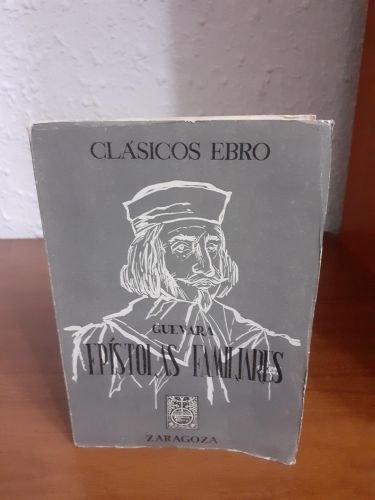 CLÁSICOS EBRO
GUEVARA
EPÍSTOLAS FAMILIARES
ZARAGOZA